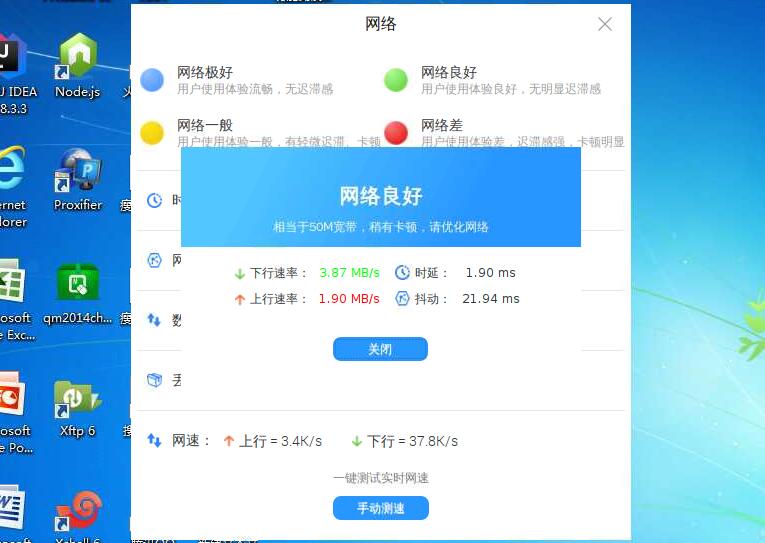 网络
网络极好
用户使用体验流畅，无迟滞感
网络良好
用户使用体验良好，无明显迟滞感
网络一般
用户使用体验一般，有轻微迟滞、卡顿
网络差
用户使用体验差，迟滞感强，卡顿明显
网络良好
相当于50M宽带，稍有卡顿，请优化网络
下行速率： 3.87 MB/s 时延： 1.90 ms
上行速率： 1.90 MB/s 抖动： 21.94 ms
关闭
网速： 上行 = 3.4K/s 下行 = 37.8K/s
一键测试实时网速
手动测速
J IDEA
8.3.3
Node.js
Proxifier
qm2014ch...
Exc...
Xftp 6
Po...
Xshell 6